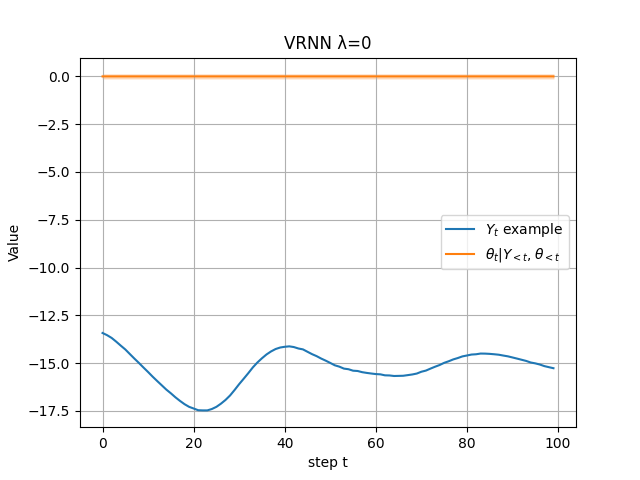 VRNN λ=0
Value
0.0
−2.5
−5.0
−7.5
−10.0
−12.5
−15.0
−17.5
Y_t example
θ_t|Y_{<t}, θ_{<t}
0 20 40 60 80 100
step t